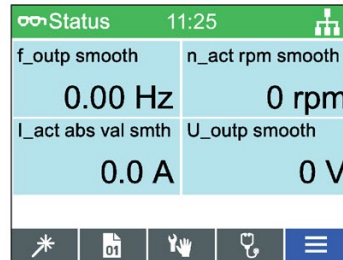 Status 11:25
f_outp smooth n_act rpm smooth
0.00 Hz 0 rpm
I_act abs val smth U_outp smooth
0.0 A 0 V
01